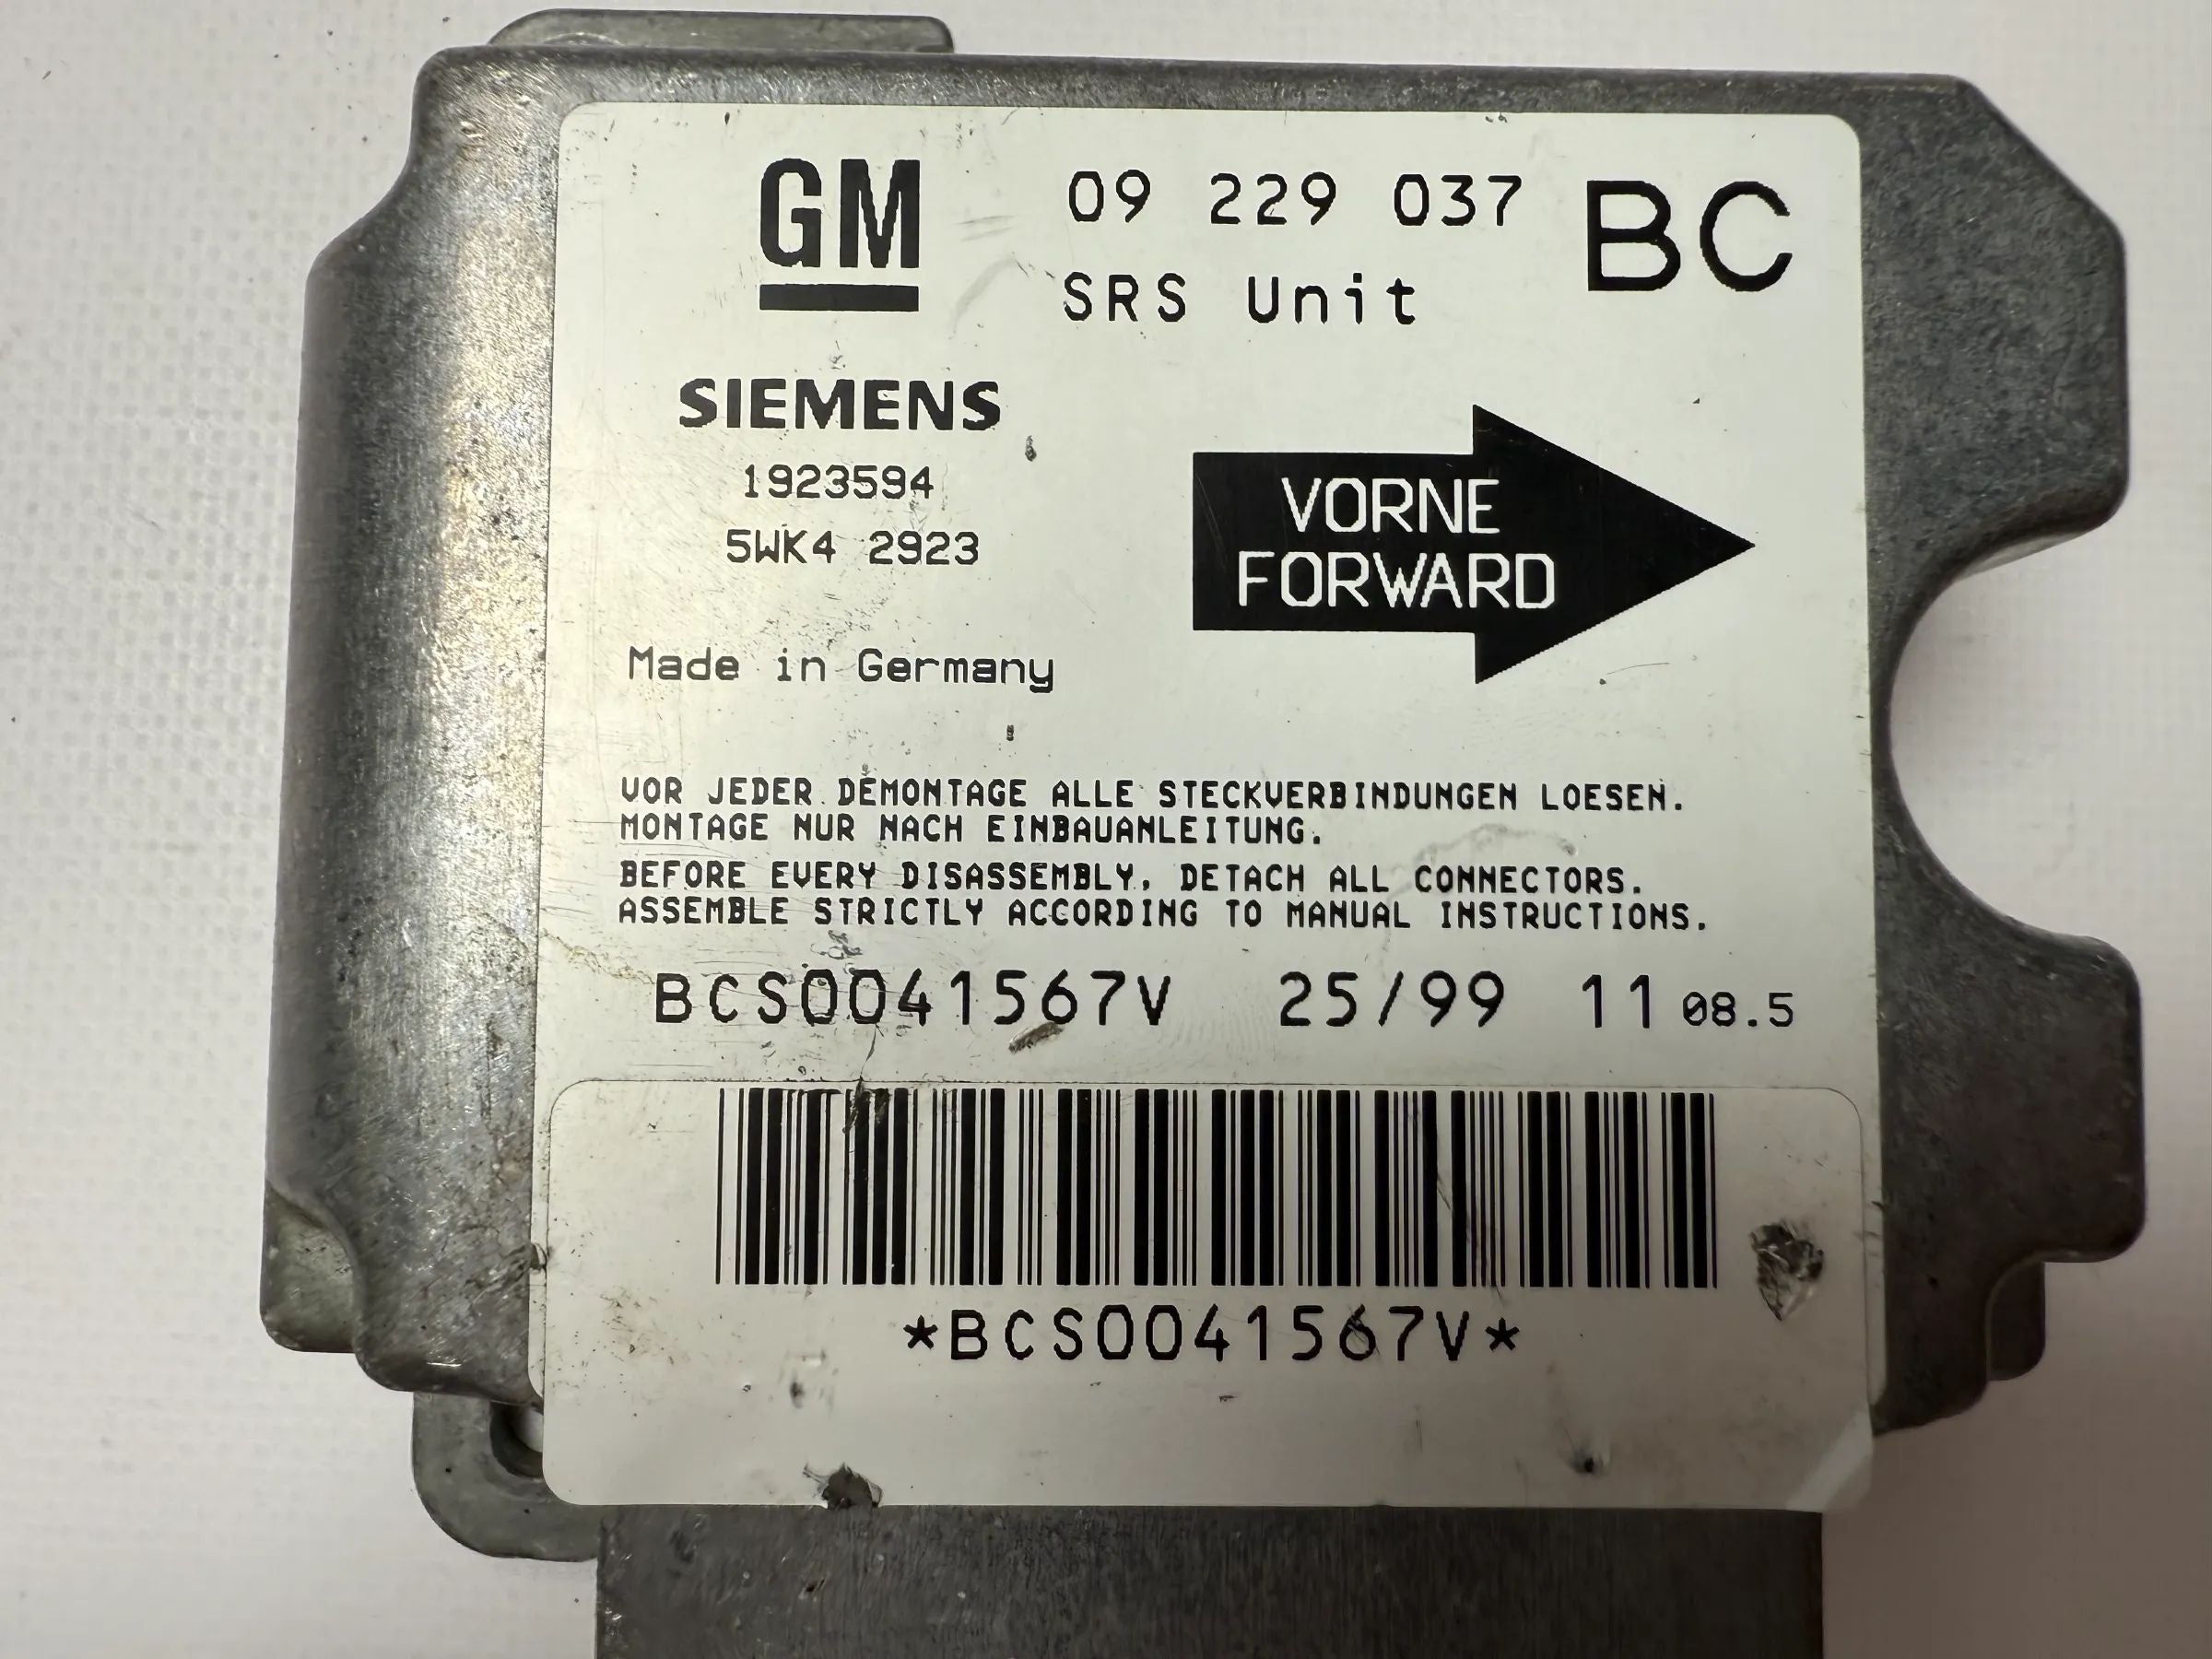 GM 09 229 037 BC
SRS Unit
SIEMENS
1923594
5WK4 2923
VORNE
FORWARD
Made in Germany
VOR JEDER DEMONTAGE ALLE STECKVERBINDUNGEN LOESEN.
MONTAGE NUR NACH EINBAUANLEITUNG.
BEFORE EVERY DISASSEMBLY, DETACH ALL CONNECTORS.
ASSEMBLE STRICTLY ACCORDING TO MANUAL INSTRUCTIONS.
BCS0041567V 25/99 11 08.5
*BCS0041567V*